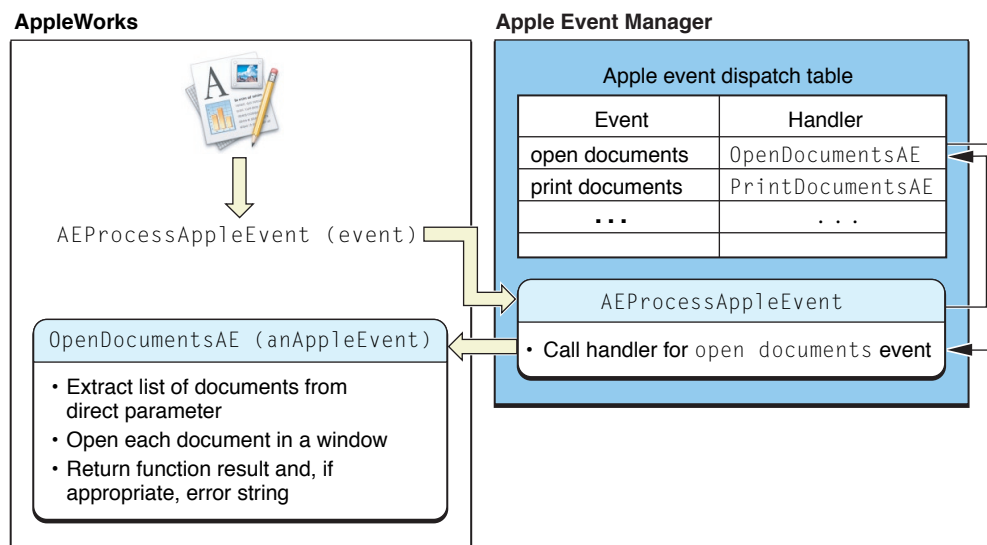 AppleWorks
AEProcessAppleEvent (event)
OpenDocumentsAE (anAppleEvent)
• Extract list of documents from
direct parameter
• Open each document in a window
• Return function result and, if
appropriate, error string
Apple Event Manager
Apple event dispatch table
Event Handler
open documents OpenDocumentsAE
print documents PrintDocumentsAE
... ...
AEProcessAppleEvent
• Call handler for open documents event